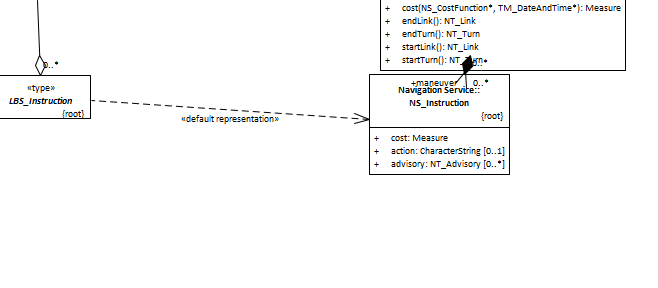 + cost(NS_CostFunction*, TM_DateAndTime*): Measure
+ endLink(): NT_Link
+ endTurn(): NT_Turn
+ startLink(): NT_Link
+ startTurn(): NT_Turn
0..*
+maneuver 0..*
«type»
LBS_Instruction
{root}
Navigation Service::
NS_Instruction
{root}
«default representation»
+ cost: Measure
+ action: CharacterString [0..1]
+ advisory: NT_Advisory [0..*]